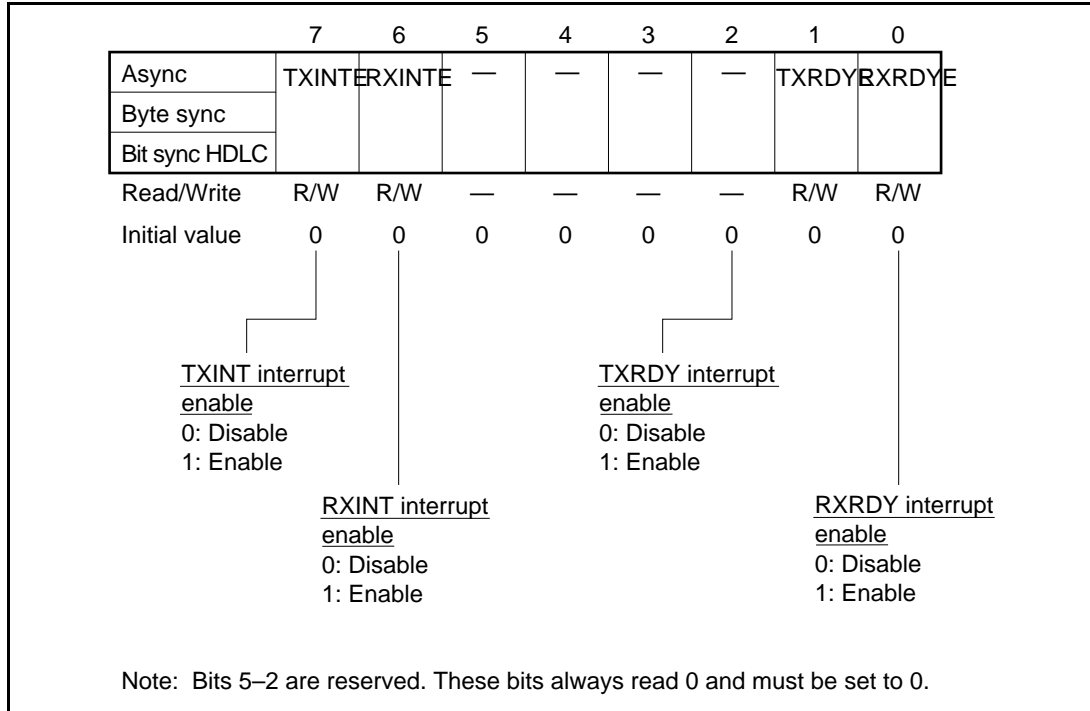 7 6 5 4 3 2 1 0
Async TXINTE RXINTE — — — — TXRDYE RXRDYE
Byte sync
Bit sync HDLC
Read/Write R/W R/W — — — — R/W R/W
Initial value 0 0 0 0 0 0 0 0
TXINT interrupt
enable
0: Disable
1: Enable
TXRDY interrupt
enable
0: Disable
1: Enable
RXINT interrupt
enable
0: Disable
1: Enable
RXRDY interrupt
enable
0: Disable
1: Enable
Note: Bits 5–2 are reserved. These bits always read 0 and must be set to 0.